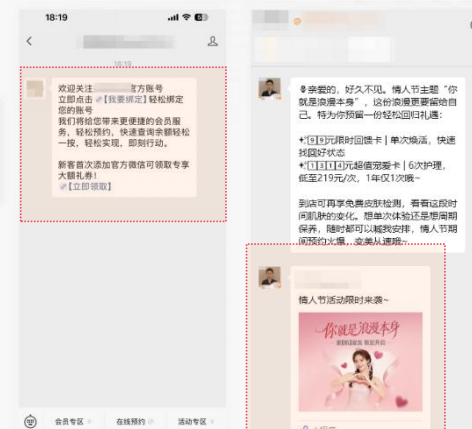 18:19
18:19
欢迎关注 官方账号
立即点击 【我要绑定】轻松绑定
您的账号
我们将给您带来更便捷的会员服
务、轻松预约,快速查询余额轻松
一按,轻松实现,即刻行动。
新客首次添加官方微信可领取专享
大额礼券!
【立即领取】
会员专区
在线预约
活动专区
亲爱的,好久不见。情人节主题“你
就是浪漫本身”,这份浪漫更要留给自
己。特为你预留一份轻松回归礼遇:
99元限时回馈卡 | 单次焕活,快速
找回好状态
1314元超值宠爱卡 | 6次护理,
低至219元/次,1年仅1次哦~
到店可再享免费皮肤检测,看看这段时
间肌肤的变化。想单次体验还是想周期
保养,随时都可以喊我安排,情人节期
间预约火爆,变美从速哦~
情人节活动限时来袭~
你就是浪漫本身